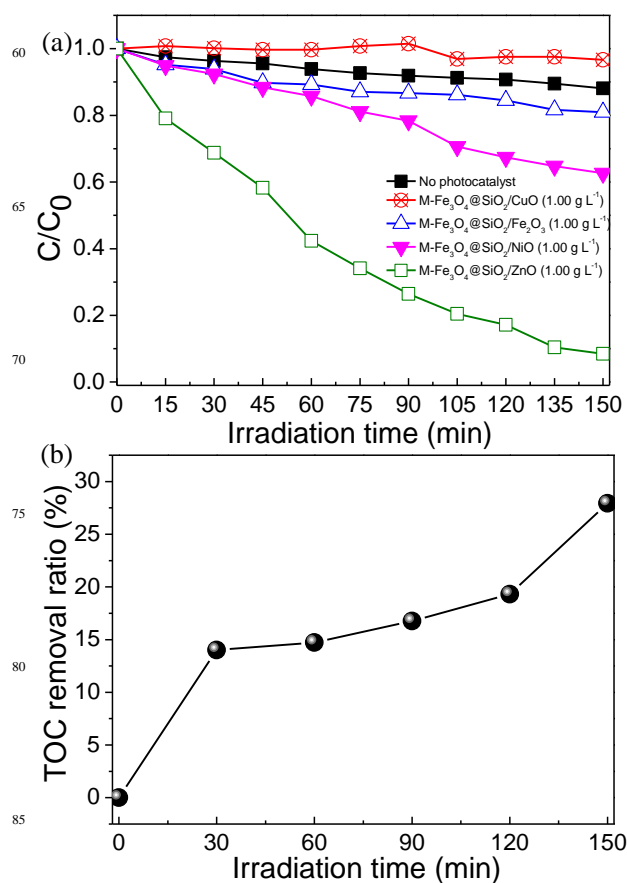 (a)
60
65
70
C/C₀
1.0
0.8
0.6
0.4
0.2
0.0
No photocatalyst
M-Fe₃O₄@SiO₂/CuO (1.00 g L⁻¹)
M-Fe₃O₄@SiO₂/Fe₂O₃ (1.00 g L⁻¹)
M-Fe₃O₄@SiO₂/NiO (1.00 g L⁻¹)
M-Fe₃O₄@SiO₂/ZnO (1.00 g L⁻¹)
0 15 30 45 60 75 90 105 120 135 150
Irradiation time (min)
(b)
75
80
85
TOC removal ratio (%)
30
25
20
15
10
5
0
0 30 60 90 120 150
Irradiation time (min)